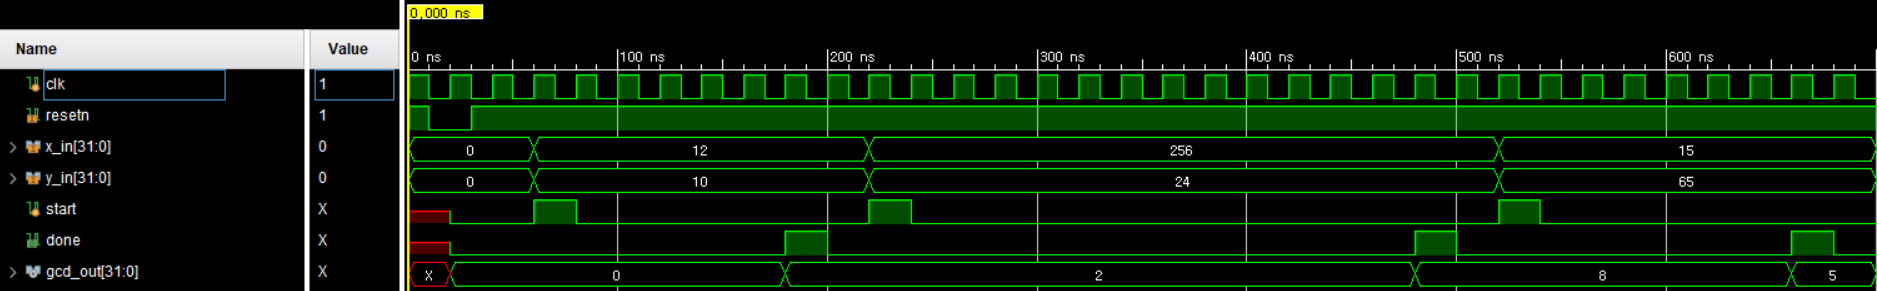 0,000 ns
Name Value
0 ns 100 ns 200 ns 300 ns 400 ns 500 ns 600 ns
clk 1
resetn 1
x_in[31:0] 0 0 12 256 15
y_in[31:0] 0 0 10 24 65
start X
done X
gcd_out[31:0] X X 0 2 8 5